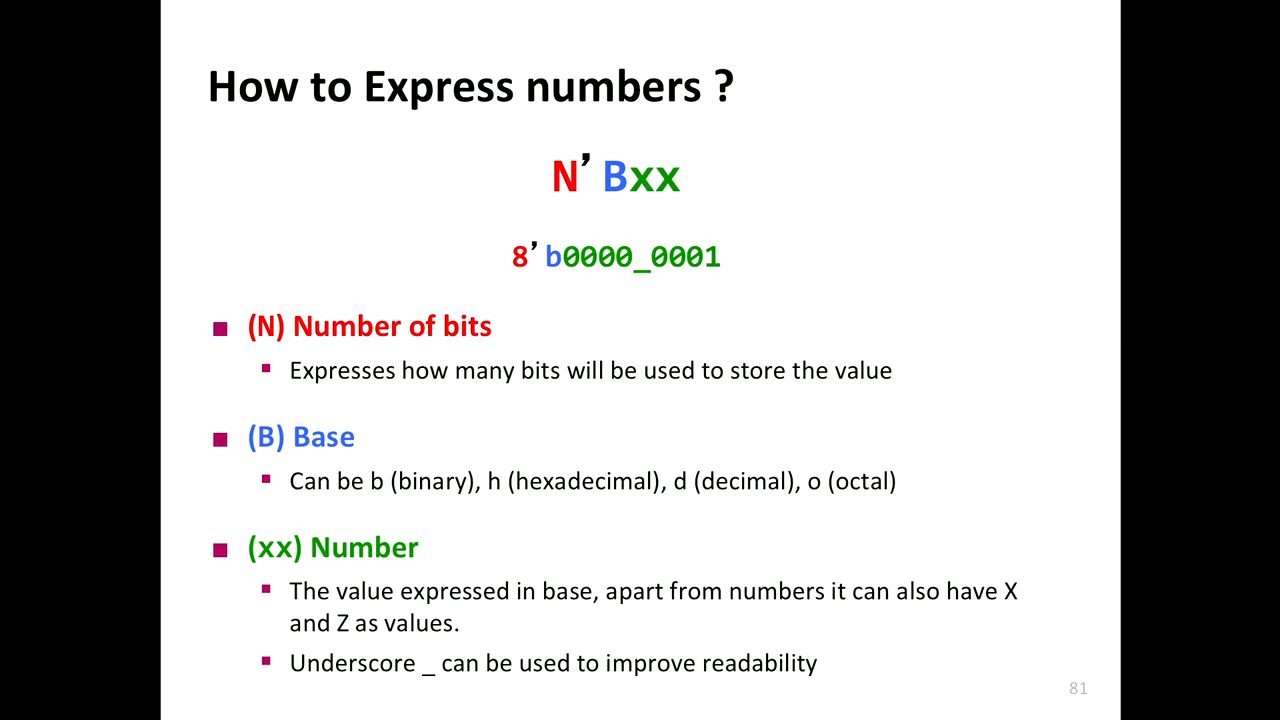 How to Express numbers ?
N’Bxx
8’b0000_0001
(N) Number of bits
Expresses how many bits will be used to store the value
(B) Base
Can be b (binary), h (hexadecimal), d (decimal), o (octal)
(xx) Number
The value expressed in base, apart from numbers it can also have X
and Z as values.
Underscore _ can be used to improve readability
81